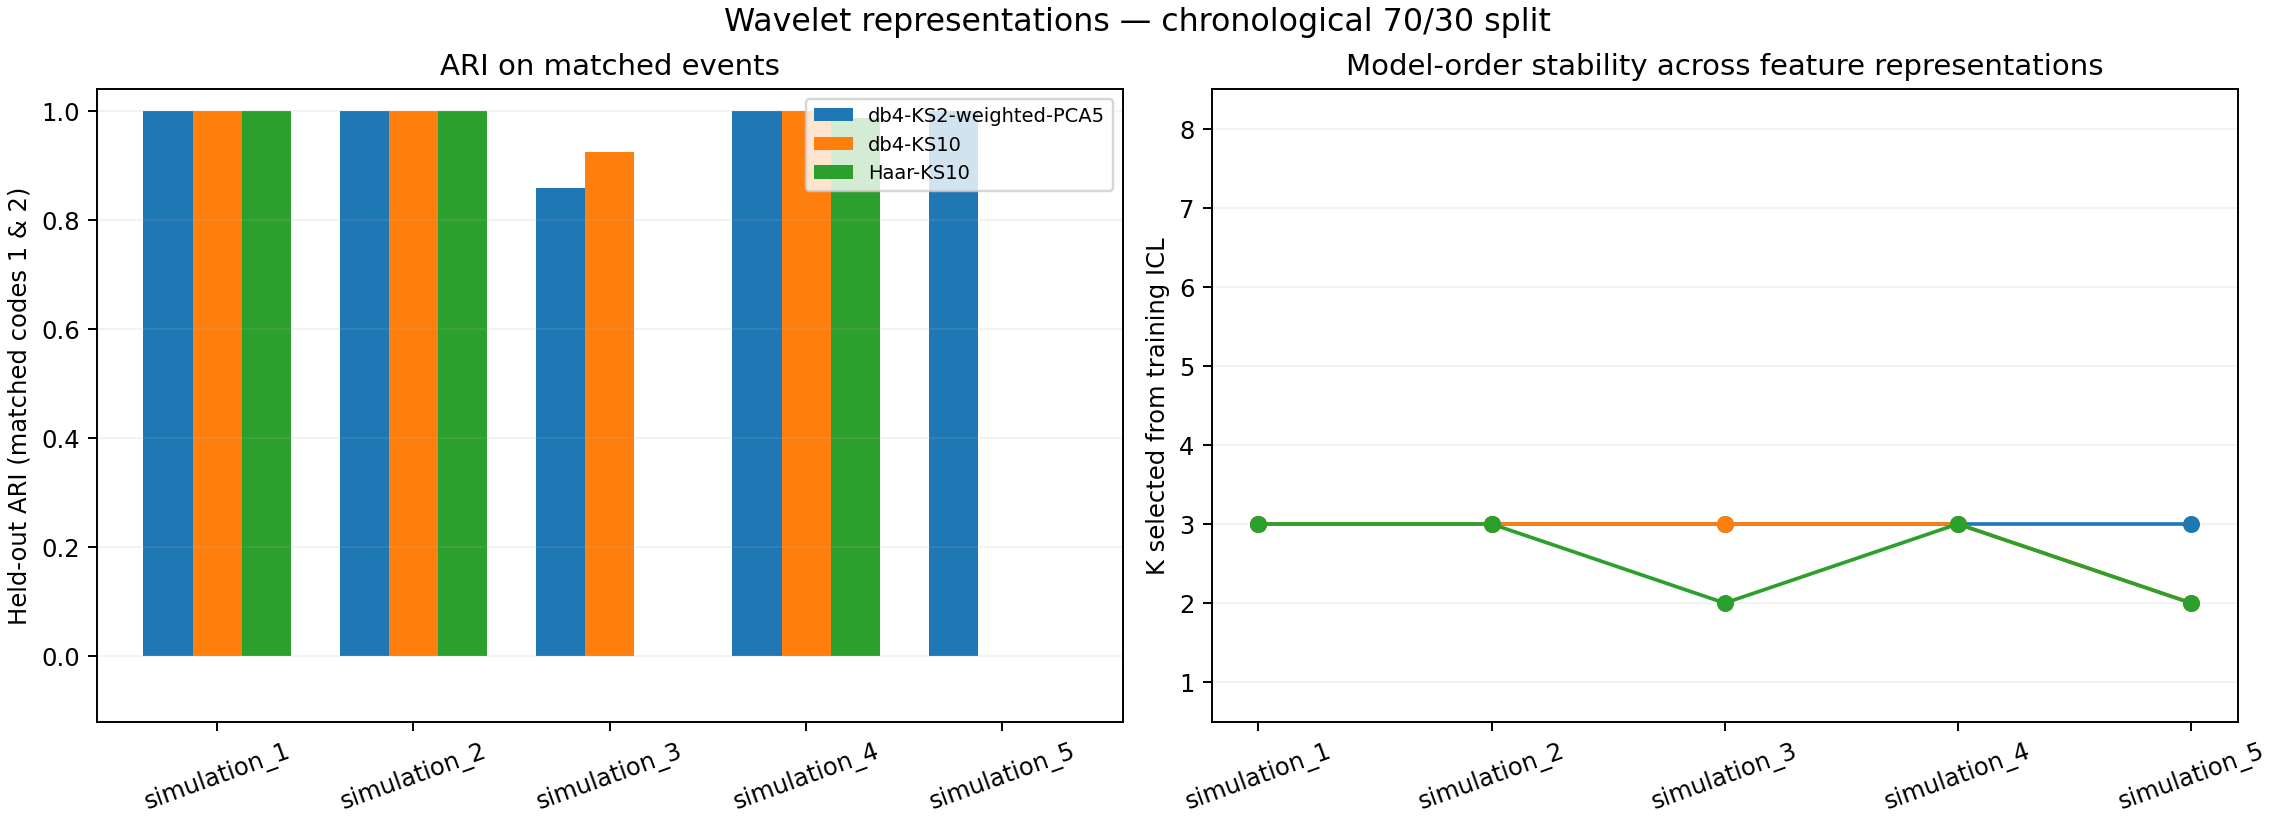 Wavelet representations — chronological 70/30 split
ARI on matched events
Held-out ARI (matched codes 1 & 2)
1.0
0.8
0.6
0.4
0.2
0.0
db4-KS2-weighted-PCA5
db4-KS10
Haar-KS10
simulation_1
simulation_2
simulation_3
simulation_4
simulation_5
Model-order stability across feature representations
K selected from training ICL
8
7
6
5
4
3
2
1
simulation_1
simulation_2
simulation_3
simulation_4
simulation_5